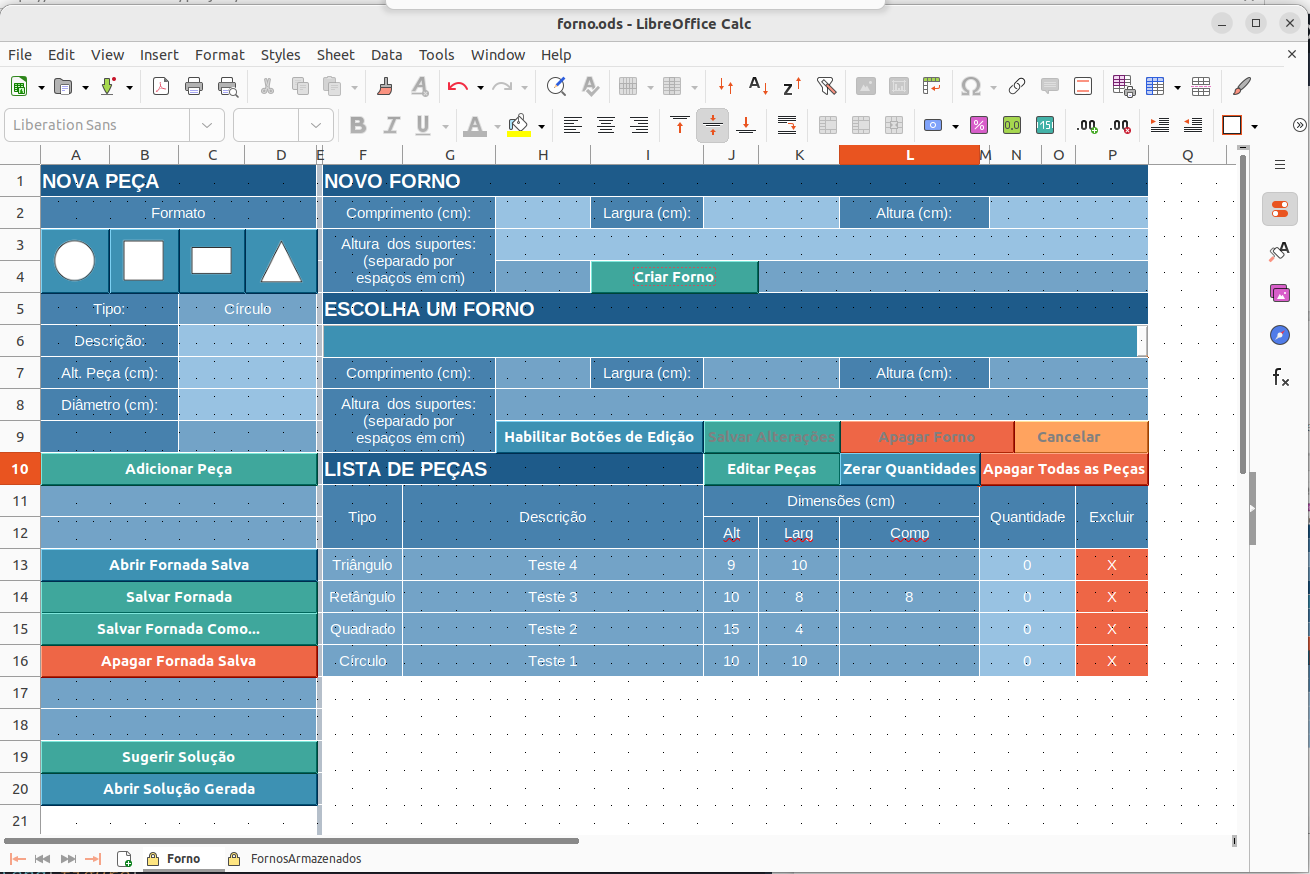 forno.ods - LibreOffice Calc
File Edit View Insert Format Styles Sheet Data Tools Window Help
Liberation Sans
A B C D E F G H I J K L M N O P Q
1 NOVA PEÇA NOVO FORNO
2 Formato Comprimento (cm): Largura (cm): Altura (cm):
3 Altura dos suportes:
(separado por
4 espaços em cm) Criar Forno
5 Tipo: Círculo ESCOLHA UM FORNO
6 Descrição:
7 Alt. Peça (cm): Comprimento (cm): Largura (cm): Altura (cm):
8 Diâmetro (cm): Altura dos suportes:
(separado por
9 espaços em cm) Habilitar Botões de Edição Salvar Alterações Apagar Forno Cancelar
10 Adicionar Peça LISTA DE PEÇAS Editar Peças Zerar Quantidades Apagar Todas as Peças
11 Dimensões (cm)
Tipo Descrição Quantidade Excluir
12 Alt Larg Comp
13 Abrir Fornada Salva Triângulo Teste 4 9 10 0 X
14 Salvar Fornada Retângulo Teste 3 10 8 8 0 X
15 Salvar Fornada Como... Quadrado Teste 2 15 4 0 X
16 Apagar Fornada Salva Círculo Teste 1 10 10 0 X
17
18
19 Sugerir Solução
20 Abrir Solução Gerada
21
Forno FornosArmazenados